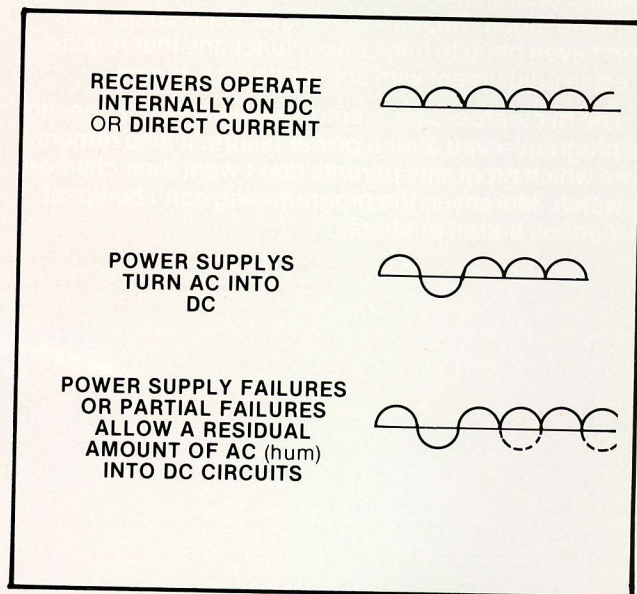 RECEIVERS OPERATE
INTERNALLY ON DC
OR DIRECT CURRENT
POWER SUPPLYS
TURN AC INTO
DC
POWER SUPPLY FAILURES
OR PARTIAL FAILURES
ALLOW A RESIDUAL
AMOUNT OF AC (hum)
INTO DC CIRCUITS